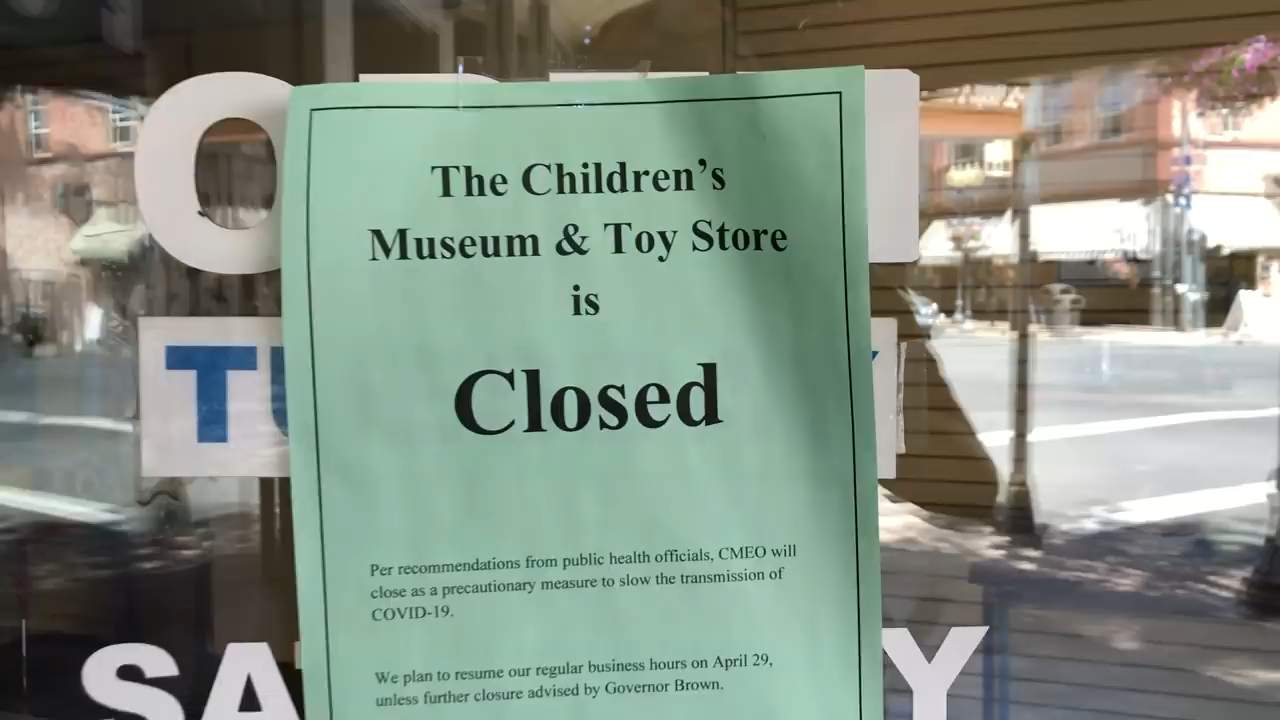 The Children's
Museum & Toy Store
is
Closed
Per recommendations from public health officials, CMEO will
close as a precautionary measure to slow the transmission of
COVID-19.
We plan to resume our regular business hours on April 29,
unless further closure advised by Governor Brown.